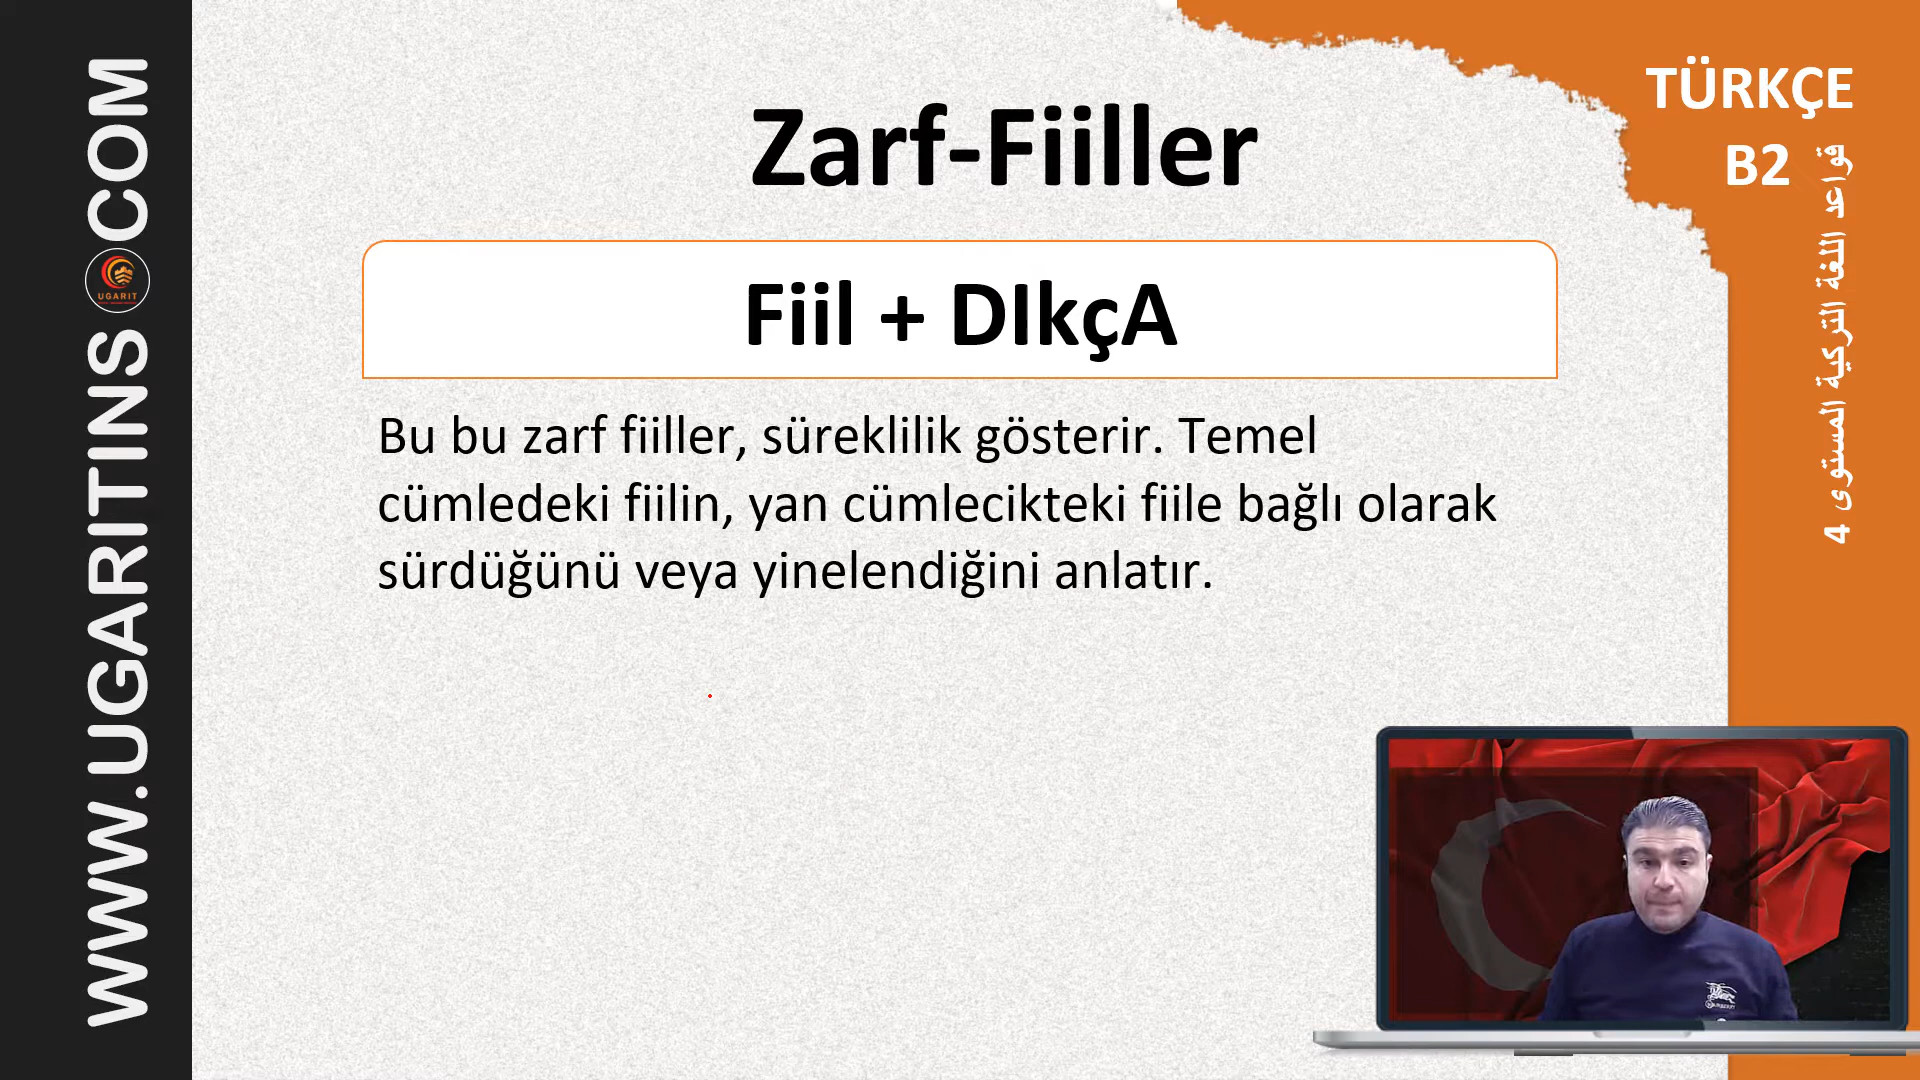 WWW.UGARITINS.COM
UGARIT
Zarf-Fiiller
Fiil + DIkçA
Bu bu zarf fiiller, süreklilik gösterir. Temel
cümledeki fiilin, yan cümlecikteki fiile bağlı olarak
sürdüğünü veya yinelendiğini anlatır.
TÜRKÇE
B2
قواعد اللغة التركية المستوى 4